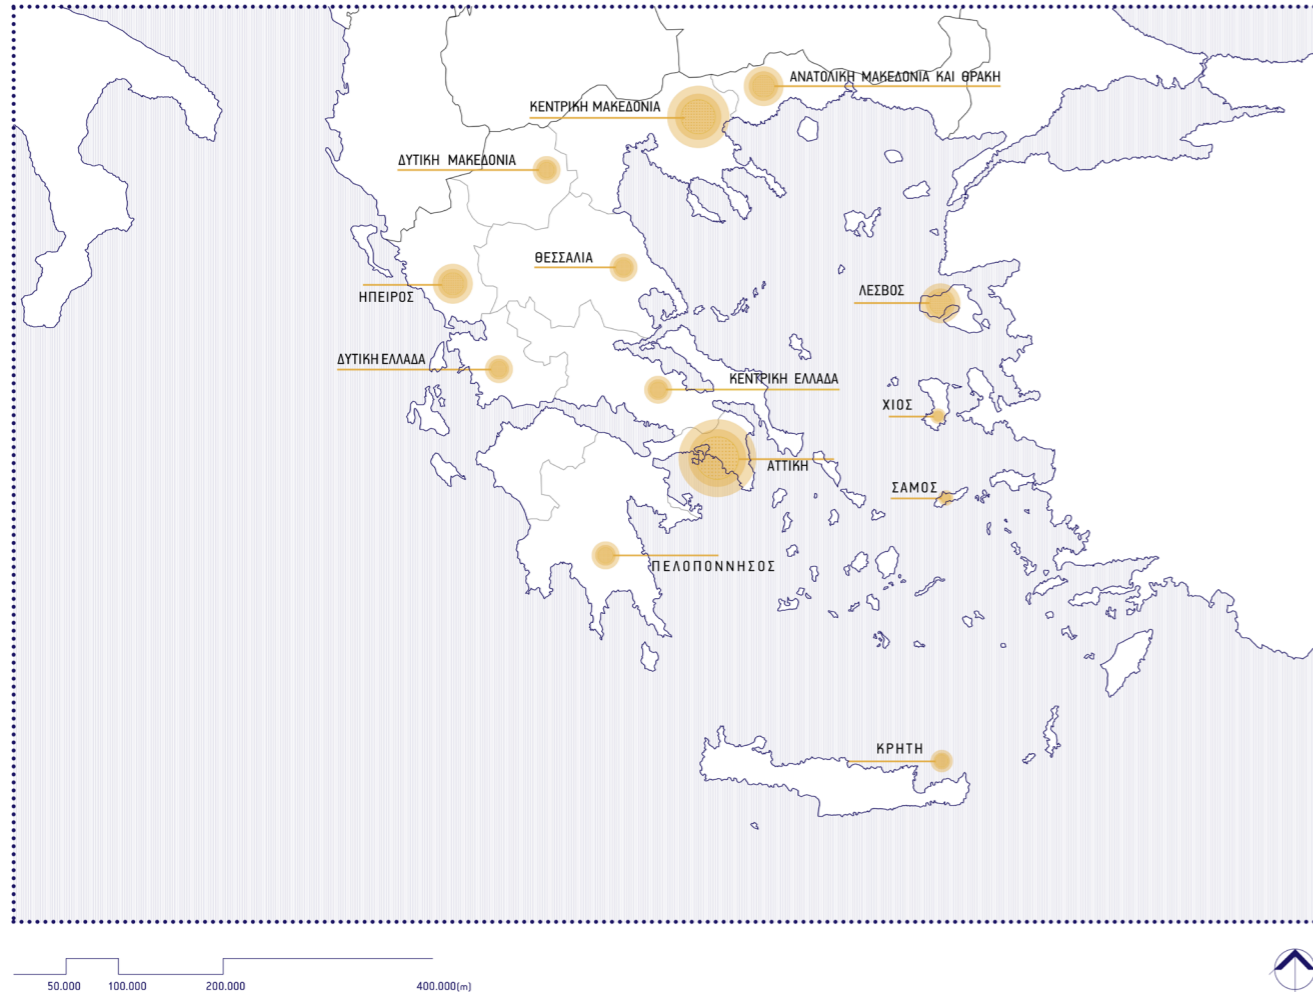 ΑΝΑΤΟΛΙΚΗ ΜΑΚΕΔΟΝΙΑ ΚΑΙ ΘΡΑΚΗ
ΚΕΝΤΡΙΚΗ ΜΑΚΕΔΟΝΙΑ
ΔΥΤΙΚΗ ΜΑΚΕΔΟΝΙΑ
ΘΕΣΣΑΛΙΑ
ΗΠΕΙΡΟΣ
ΛΕΣΒΟΣ
ΔΥΤΙΚΗ ΕΛΛΑΔΑ
ΚΕΝΤΡΙΚΗ ΕΛΛΑΔΑ
ΧΙΟΣ
ΑΤΤΙΚΗ
ΣΑΜΟΣ
ΠΕΛΟΠΟΝΝΗΣΟΣ
ΚΡΗΤΗ
50.000 100.000 200.000 400.000(m)